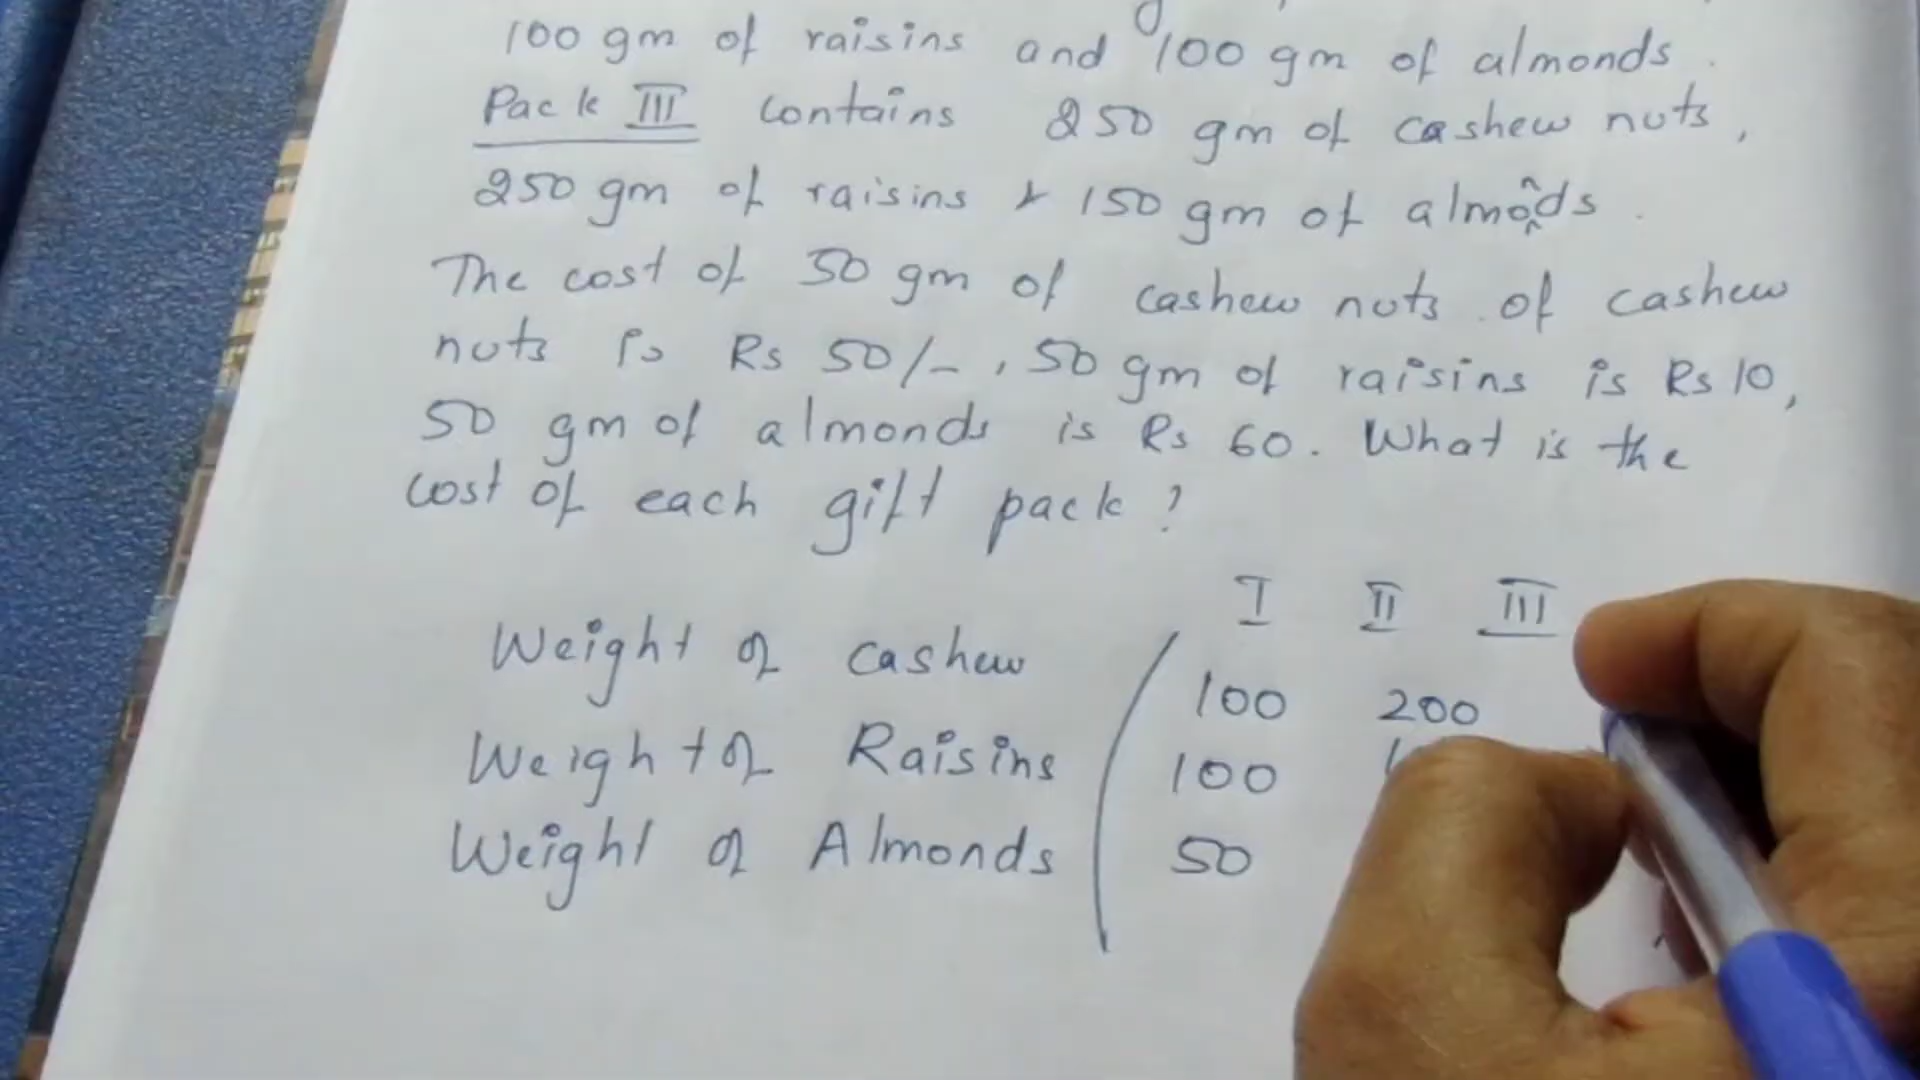 100 gm of raisins and 100 gm of almonds.
Pack III contains 250 gm of cashew nuts,
250 gm of raisins & 150 gm of almonds.
The cost of 50 gm of cashew nuts of cashew
nuts is Rs 50/-, 50 gm of raisins is Rs 10,
50 gm of almonds is Rs 60. What is the
cost of each gift pack?
I II III
Weight of cashew 100 200
Weight of Raisins 100
Weight of Almonds 50